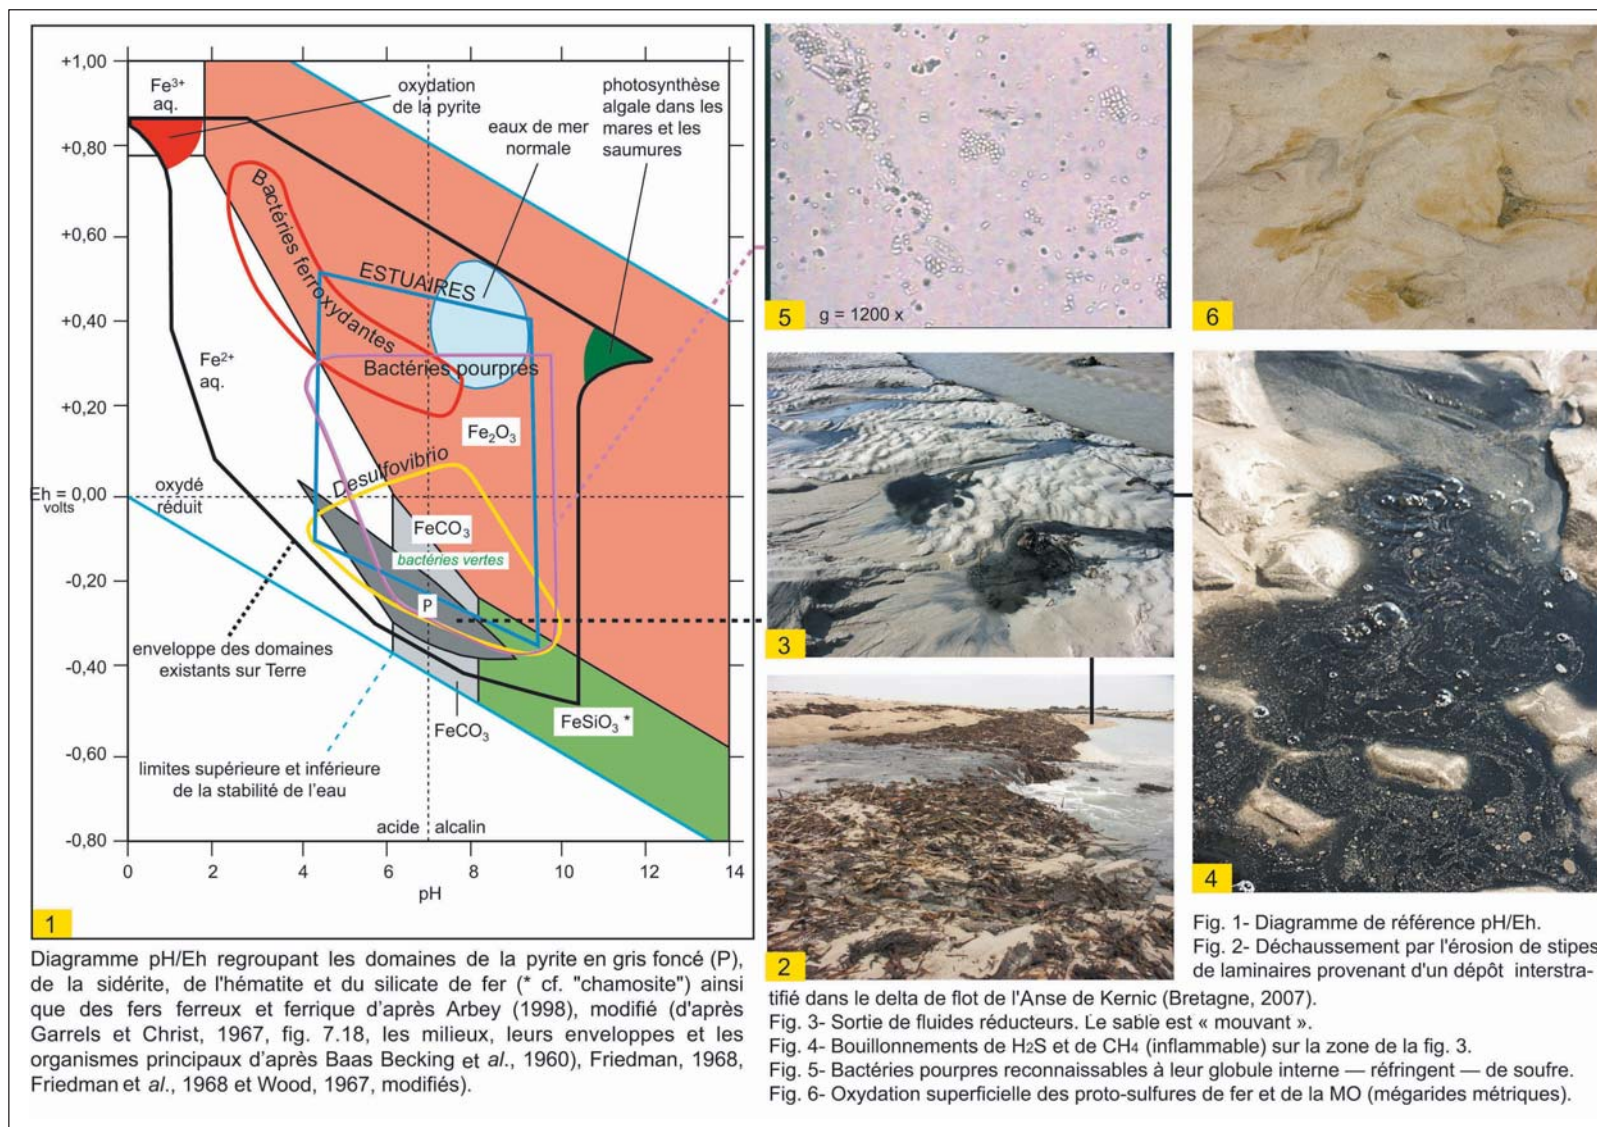 +1,00
+0,80
+0,60
+0,40
+0,20
Eh = 0,00
volts
-0,20
-0,40
-0,60
-0,80
0
2
4
6
8
10
12
14
pH
Fe³⁺
aq.
oxydation
de la pyrite
eaux de mer
normale
photosynthèse
algale dans les
mares et les
saumures
Bactéries ferroxydantes
ESTUAIRES
Bactéries pourpres
Fe²⁺
aq.
Fe₂O₃
Desulfovibrio
oxydé
réduit
FeCO₃
bactéries vertes
P
enveloppe des domaines
existants sur Terre
FeSiO₃ *
FeCO₃
limites supérieure et inférieure
de la stabilité de l'eau
acide
alcalin
1
5
g = 1200 x
6
3
4
2
Diagramme pH/Eh regroupant les domaines de la pyrite en gris foncé (P),
de la sidérite, de l'hématite et du silicate de fer (* cf. "chamosite") ainsi
que des fers ferreux et ferrique d'après Arbey (1998), modifié (d'après
Garrels et Christ, 1967, fig. 7.18, les milieux, leurs enveloppes et les
organismes principaux d'après Baas Becking et al., 1960), Friedman, 1968,
Friedman et al., 1968 et Wood, 1967, modifiés).
Fig. 1- Diagramme de référence pH/Eh.
Fig. 2- Déchaussement par l'érosion de stipes
de laminaires provenant d'un dépôt interstra-
tifié dans le delta de flot de l'Anse de Kernic (Bretagne, 2007).
Fig. 3- Sortie de fluides réducteurs. Le sable est « mouvant ».
Fig. 4- Bouillonnements de H₂S et de CH₄ (inflammable) sur la zone de la fig. 3.
Fig. 5- Bactéries pourpres reconnaissables à leur globule interne — réfringent — de soufre.
Fig. 6- Oxydation superficielle des proto-sulfures de fer et de la MO (mégarides métriques).